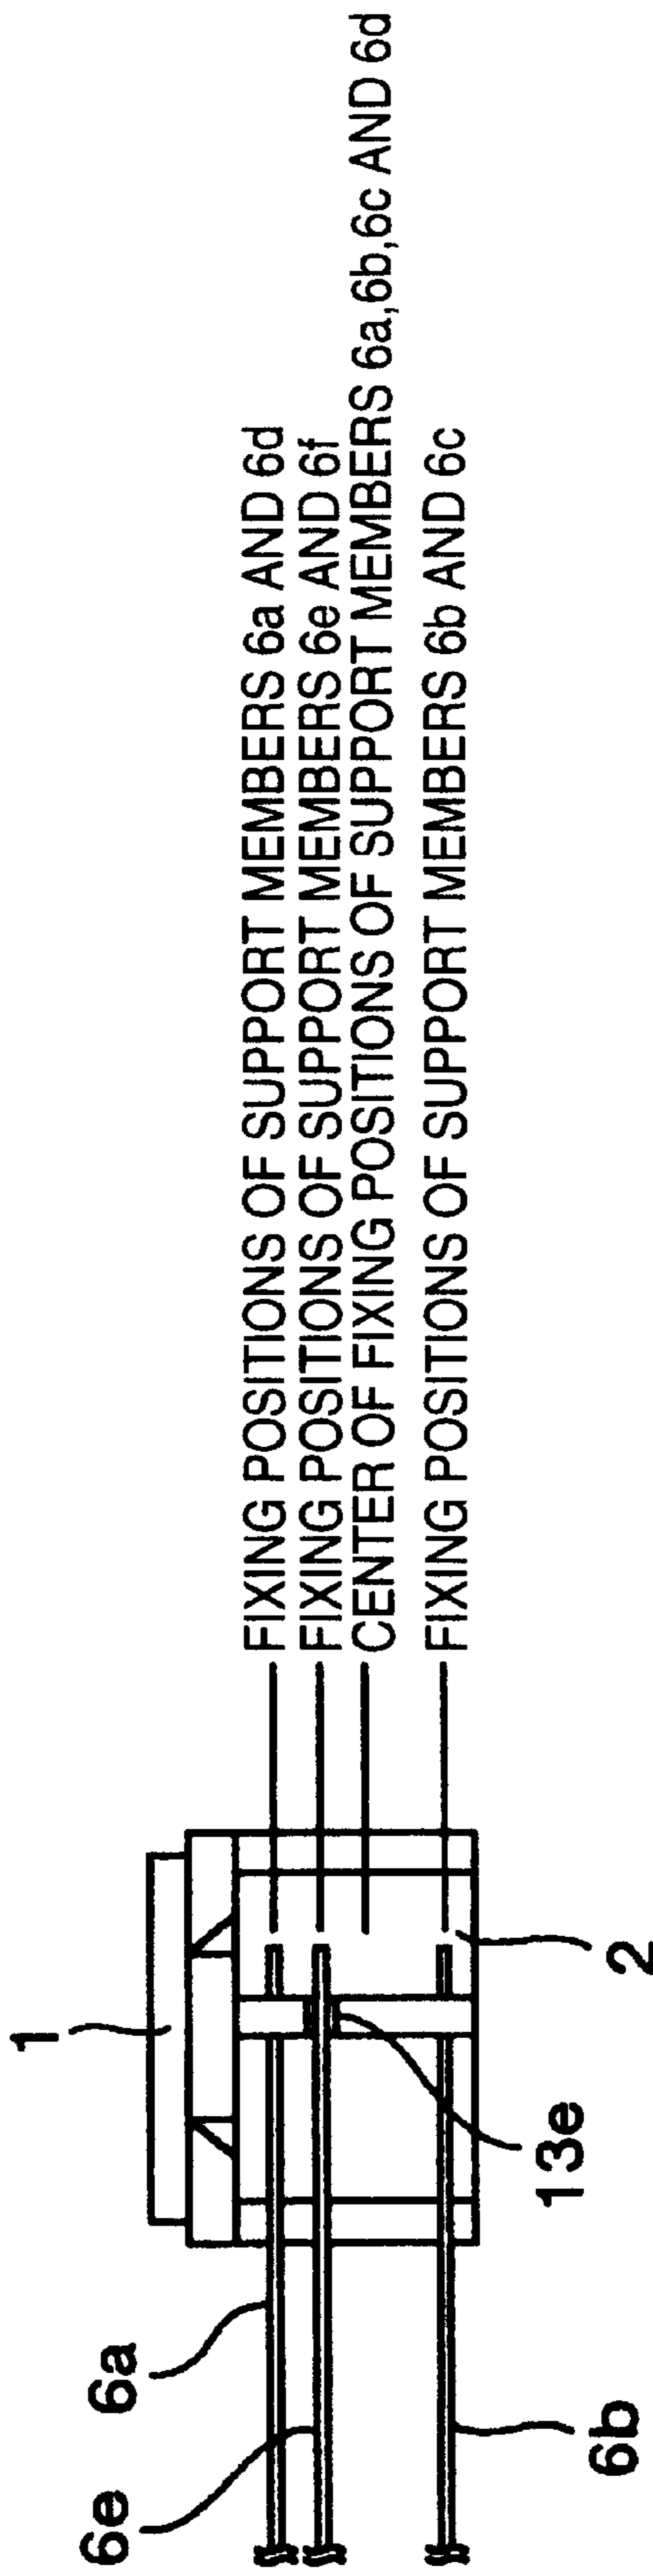 1
FIXING POSITIONS OF SUPPORT MEMBERS 6a AND 6d
FIXING POSITIONS OF SUPPORT MEMBERS 6e AND 6f
CENTER OF FIXING POSITIONS OF SUPPORT MEMBERS 6a,6b,6c AND 6d
FIXING POSITIONS OF SUPPORT MEMBERS 6b AND 6c
6a
6e
2
13e
6b